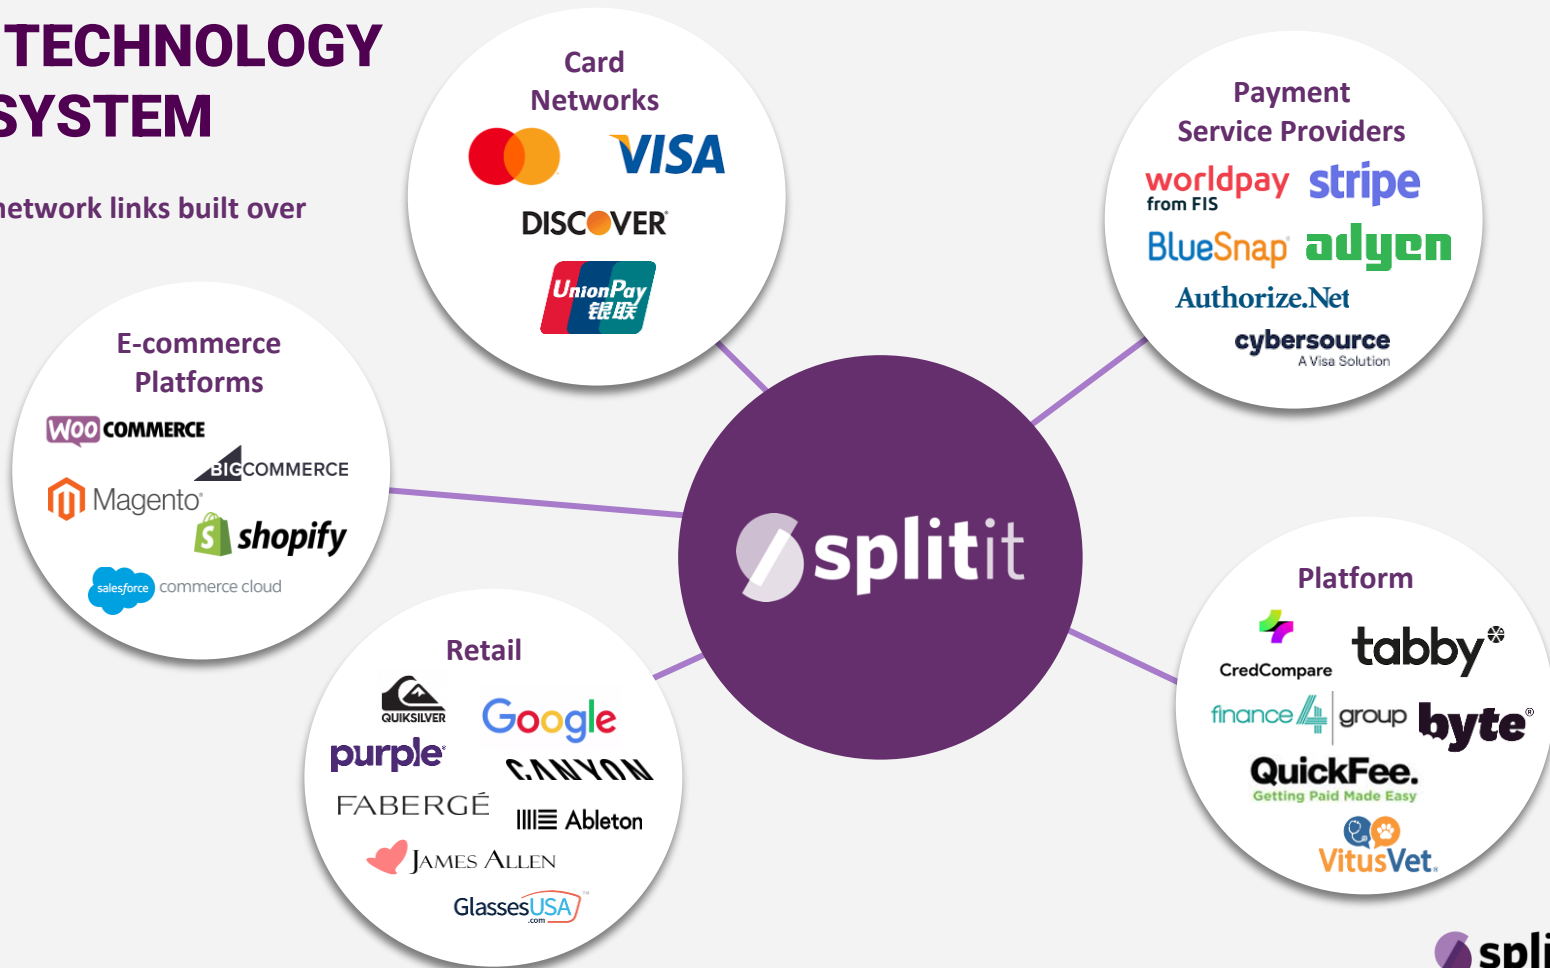 TECHNOLOGY
SYSTEM
network links built over
Card
Networks
VISA
DISCOVER
UnionPay
银联
Payment
Service Providers
worldpay
from FIS
stripe
BlueSnap
adyen
Authorize.Net
cybersource
A Visa Solution
E-commerce
Platforms
WOO COMMERCE
BIGCOMMERCE
Magento
shopify
salesforce commerce cloud
splitit
Retail
QUIKSILVER
Google
purple
CANYON
FABERGÉ
Ableton
JAMES ALLEN
GlassesUSA
.com
Platform
CredCompare
tabby
finance 4 group
byte
QuickFee.
Getting Paid Made Easy
VitusVet
spli